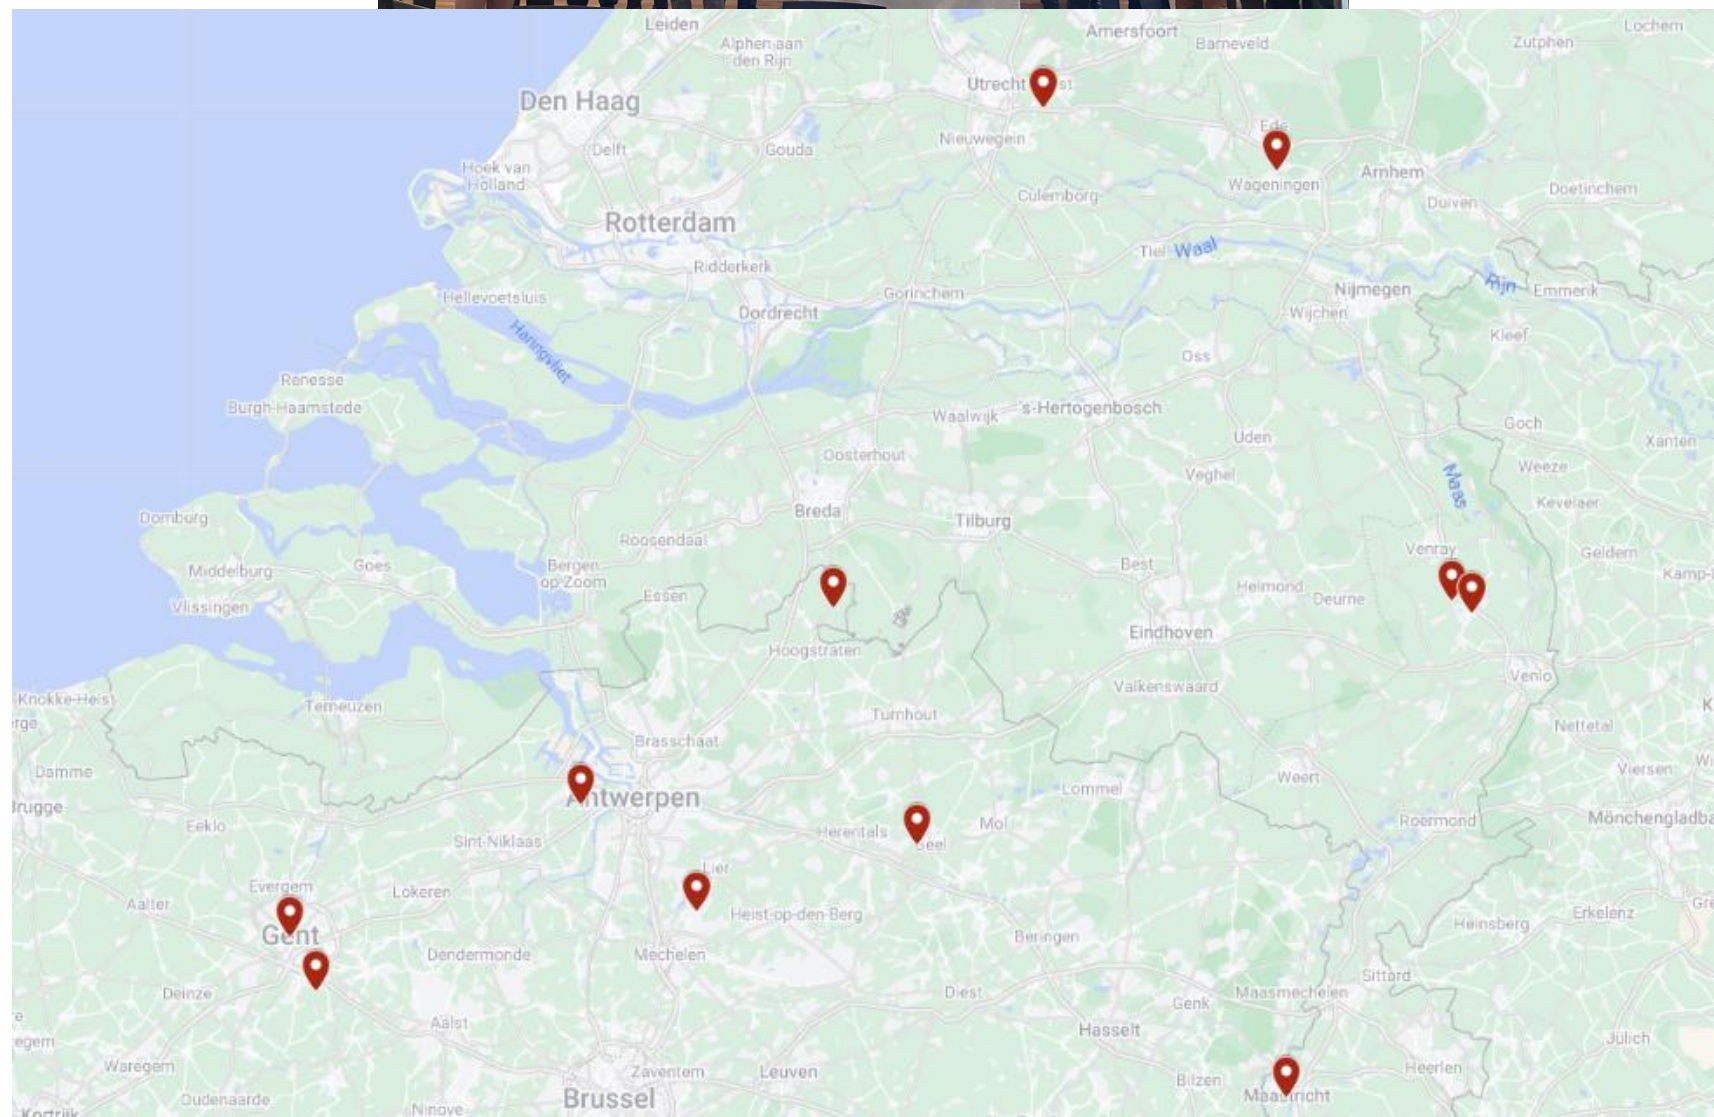 Leiden
Amersfoort
Lochem
Alphen aan
den Rijn
Barneveld
Zutphen
Utrecht
Den Haag
Ede
Nieuwegein
Delft
Gouda
Hoek van
Holland
Arnhem
Wageningen
Doetinchem
Culemborg
Duiven
Rotterdam
Tiel
Waal
Ridderkerk
Rijn
Emmerik
Nijmegen
Gorinchem
Hellevoetsluis
Dordrecht
Wijchen
Kleef
Haringvliet
Oss
Renesse
Burgh-Haamstede
's-Hertogenbosch
Waalwijk
Goch
Uden
Xanten
Oosterhout
Weeze
Veghel
Maas
Kevelaer
Breda
Domburg
Tilburg
Roosendaal
Venray
Geldern
Best
Bergen
op Zoom
Goes
Middelburg
Kamp-
Helmond
Deurne
Essen
Vlissingen
Eindhoven
Hoogstraten
Venlo
Valkenswaard
Knokke-Heist
Terneuzen
Turnhout
Nettetal
Brasschaat
Damme
Viersen
Weert
Lommel
Antwerpen
Brugge
Roermond
Mönchengladba
Eeklo
Herentals
Mol
Sint-Niklaas
Geel
Lier
Evergem
Lokeren
Aalter
Heist-op-den-Berg
Erkelenz
Heinsberg
Gent
Beringen
Dendermonde
Mechelen
Sittard
Deinze
Diest
Maasmechelen
Genk
Aalst
Hasselt
Jülich
Waregem
Zaventem
Leuven
Heerlen
Bilzen
Maastricht
Oudenaarde
Brussel
Ninove
Kortrijk